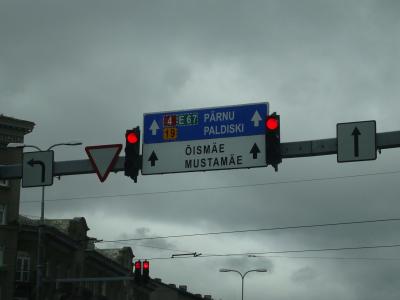 4 E 67 PÄRNU
19 PALDISKI
ÕISMÄE
MUSTAMÄE